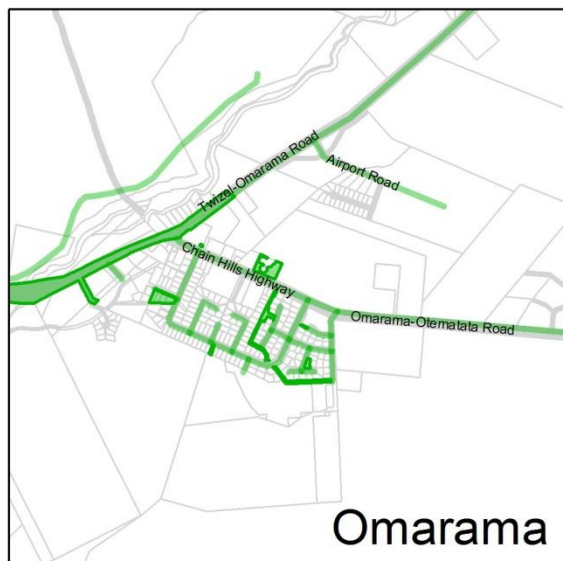 Twizel-Omarama Road
Airport Road
Chain Hills Highway
Omarama-Otematata Road
Omarama